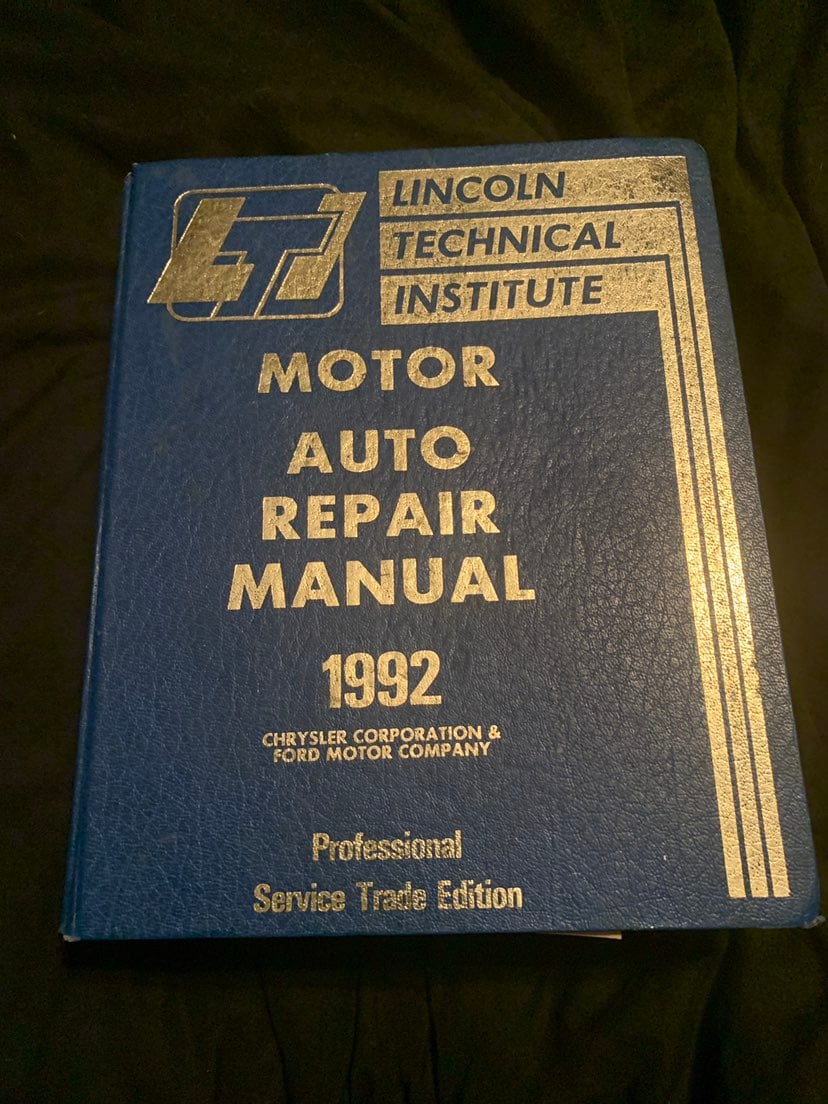 LTI
LINCOLN
TECHNICAL
INSTITUTE
MOTOR
AUTO
REPAIR
MANUAL
1992
CHRYSLER CORPORATION &
FORD MOTOR COMPANY
Professional
Service Trade Edition